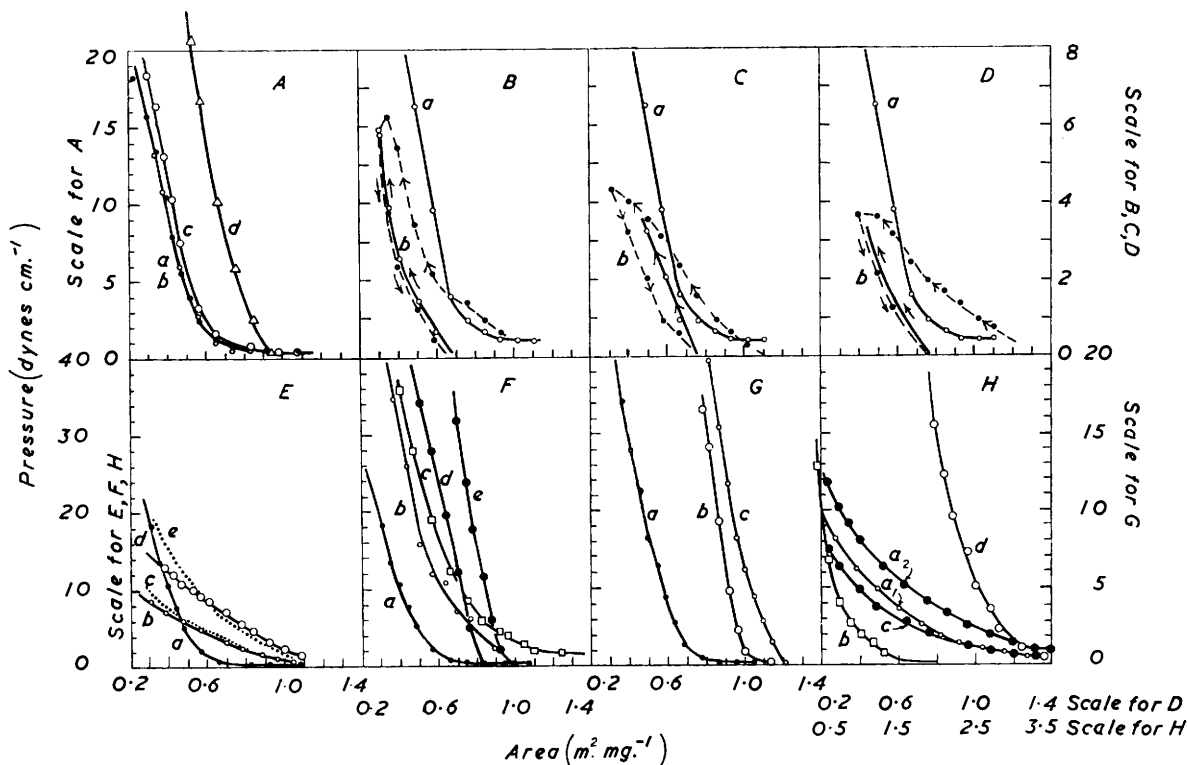 20
15
10
5
0
40
30
20
10
0
Scale for A
Pressure (dynes cm.⁻¹)
Scale for E, F, H
A
a
b
c
d
B
a
b
C
a
b
D
a
b
8
6
4
2
0
Scale for B, C, D
E
a
b
c
d
e
F
a
b
c
d
e
G
a
b
c
H
a₂
a₁
b
c
d
20
15
10
5
0
Scale for G
0·2 0·6 1·0 1·4
0·2 0·6 1·0 1·4
0·2 0·6 1·0 1·4
0·2 0·6 1·0 1·4 Scale for D
0·5 1·5 2·5 3·5 Scale for H
Area (m². mg.⁻¹)